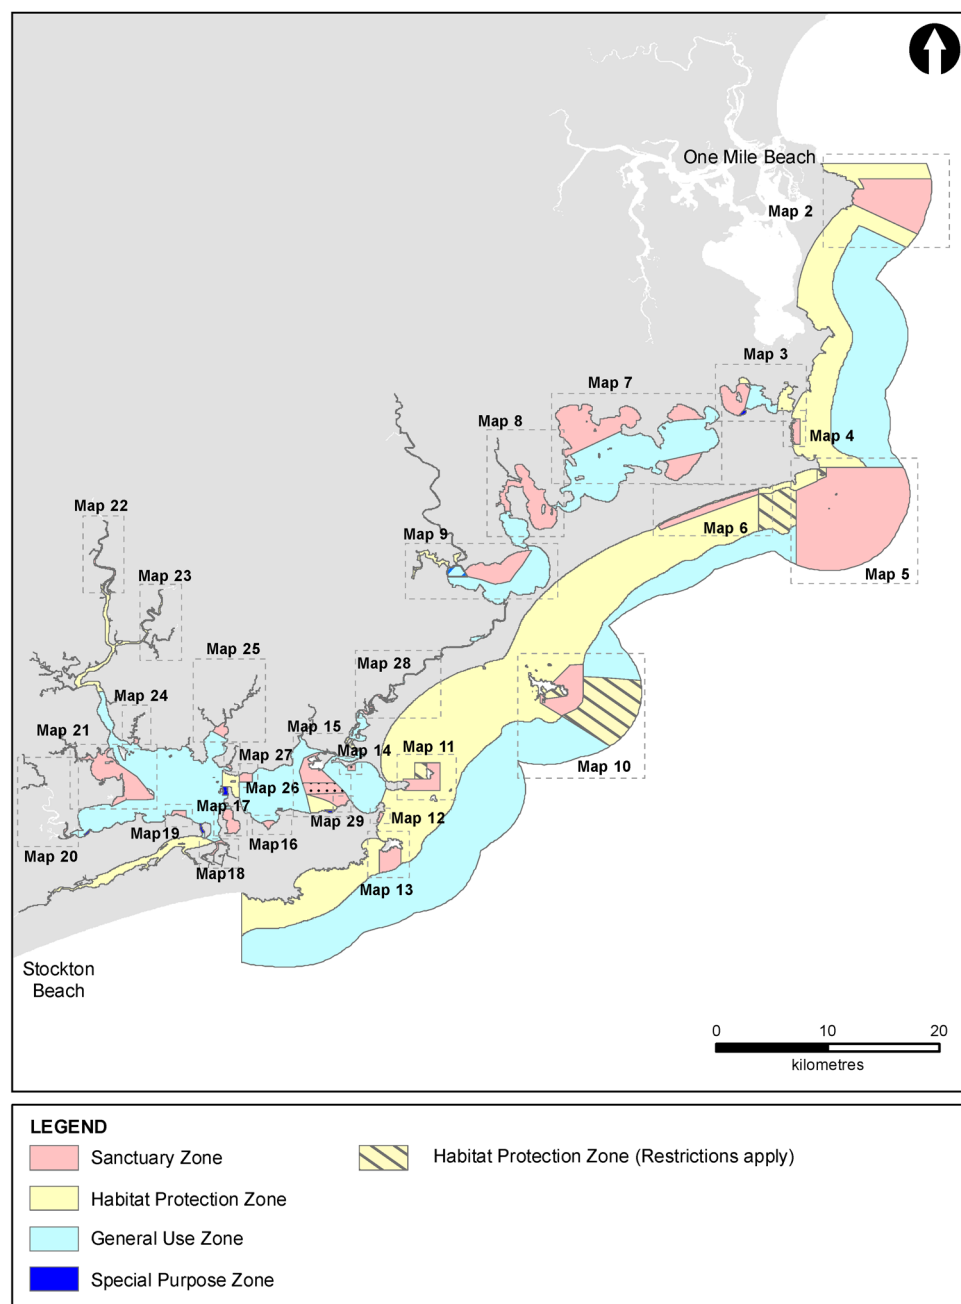 One Mile Beach
Map 2
Map 3
Map 7
Map 8
Map 4
Map 22
Map 6
Map 9
Map 5
Map 23
Map 25
Map 28
Map 24
Map 21
Map 15
Map 27
Map 14
Map 11
Map 10
Map 26
Map 17
Map 29
Map 12
Map19
Map16
Map 20
Map18
Map 13
Stockton
Beach
0 10 20
kilometres
LEGEND
Sanctuary Zone
Habitat Protection Zone (Restrictions apply)
Habitat Protection Zone
General Use Zone
Special Purpose Zone